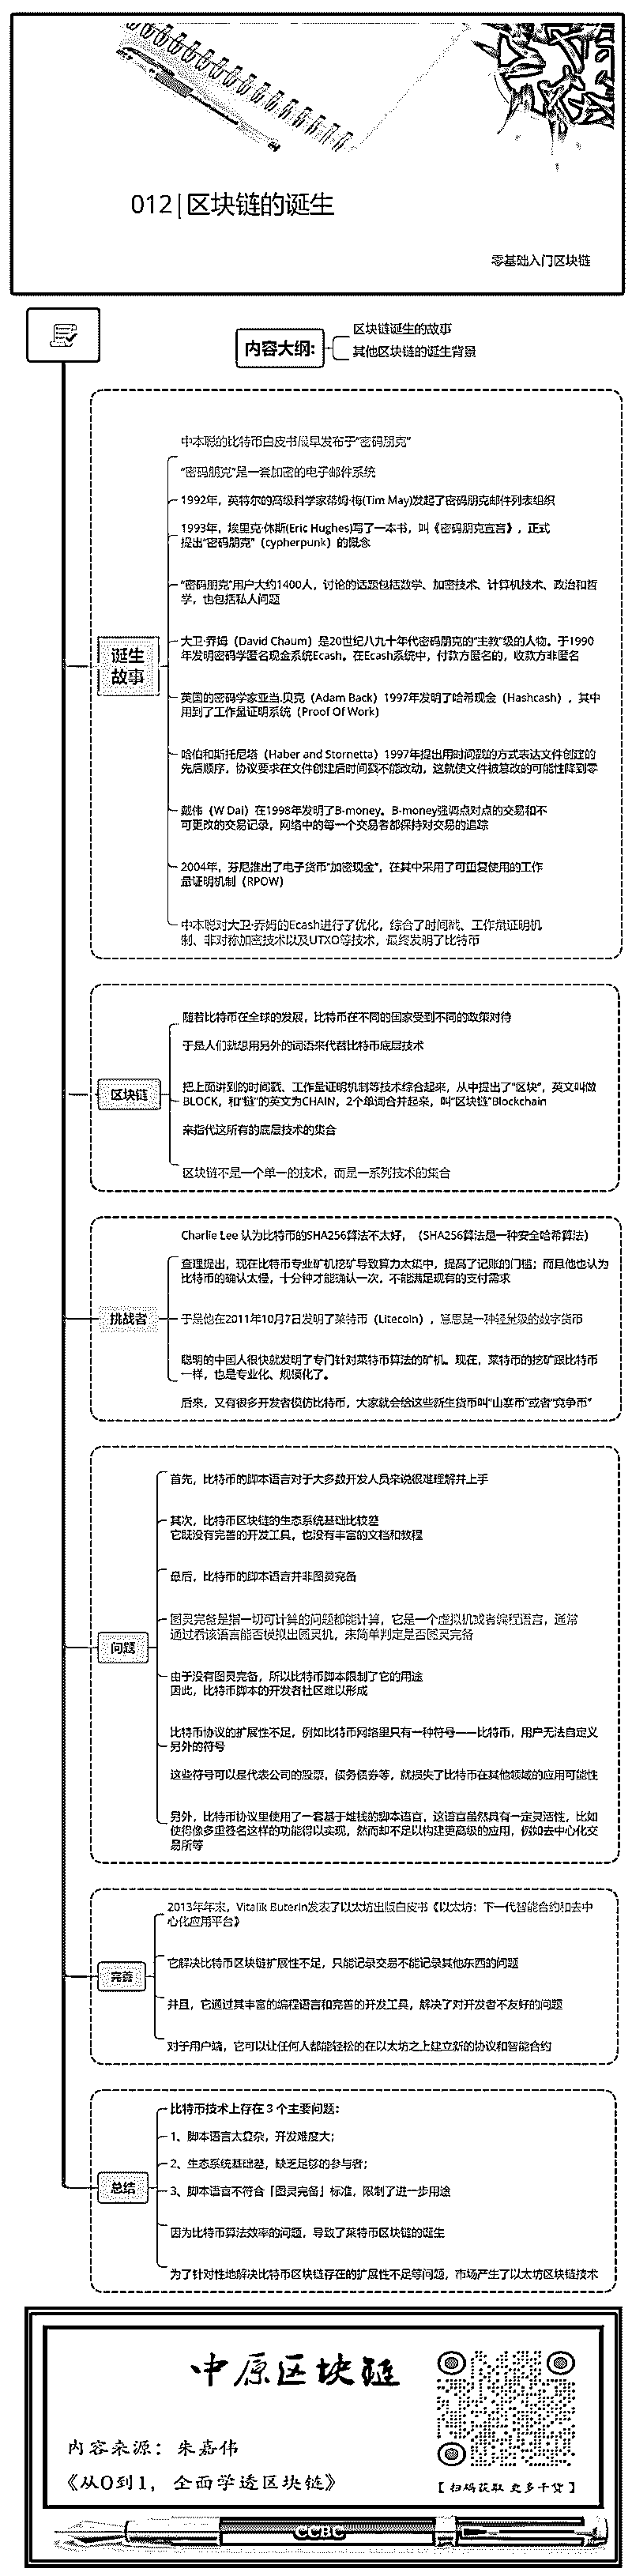 012|区块链的诞生
零基础入门区块链
内容大纲:
区块链诞生的故事
其他区块链的诞生背景
诞生
故事
中本聪的比特币白皮书最早发布于“密码朋克”
“密码朋克”是一套加密的电子邮件系统
1992年，英特尔的高级科学家蒂姆·梅(Tim May)发起了密码朋克邮件列表组织
1993年，埃里克·休斯(Eric Hughes)写了一本书，叫《密码朋克宣言》，正式
提出“密码朋克”（cypherpunk）的概念
“密码朋克”用户大约1400人，讨论的话题包括数学、加密技术、计算机技术、政治和哲
学，也包括私人问题
大卫·乔姆（David Chaum）是20世纪八九十年代密码朋克的“主教”级的人物。于1990
年发明密码学匿名现金系统Ecash。在Ecash系统中，付款方匿名的，收款方非匿名
英国的密码学家亚当.贝克（Adam Back）1997年发明了哈希现金（Hashcash），其中
用到了工作量证明系统（Proof Of Work）
哈伯和斯托尼塔（Haber and Stornetta）1997年提出用时间戳的方式表达文件创建的
先后顺序，协议要求在文件创建后时间戳不能改动，这就使文件被篡改的可能性降到零
戴伟（W Dai）在1998年发明了B-money。B-money强调点对点的交易和不
可更改的交易记录，网络中的每一个交易者都保持对交易的追踪
2004年，芬尼推出了电子货币“加密现金”，在其中采用了可重复使用的工作
量证明机制（RPOW）
中本聪对大卫·乔姆的Ecash进行了优化，综合了时间戳、工作量证明机
制、非对称加密技术以及UTXO等技术，最终发明了比特币
区块链
随着比特币在全球的发展，比特币在不同的国家受到不同的政策对待
于是人们就想用另外的词语来代替比特币底层技术
把上面讲到的时间戳、工作量证明机制等技术综合起来，从中提出了“区块”，英文叫做
BLOCK，和“链”的英文为CHAIN，2个单词合并起来，叫“区块链”Blockchain
来指代这所有的底层技术的集合
区块链不是一个单一的技术，而是一系列技术的集合
挑战者
Charlie Lee 认为比特币的SHA256算法不太好，（SHA256算法是一种安全哈希算法）
查理提出，现在比特币专业矿机挖矿导致算力太集中，提高了记账的门槛；而且他也认为
比特币的确认太慢，十分钟才能确认一次，不能满足现有的支付需求
于是他在2011年10月7日发明了莱特币（Litecoin），意思是一种轻量级的数字货币
聪明的中国人很快就发明了专门针对莱特币算法的矿机。现在，莱特币的挖矿跟比特币
一样，也是专业化、规模化了。
后来，又有很多开发者模仿比特币，大家就会给这些新生货币叫“山寨币”或者“竞争币”
问题
首先，比特币的脚本语言对于大多数开发人员来说很难理解并上手
其次，比特币区块链的生态系统基础比较差
它既没有完善的开发工具，也没有丰富的文档和教程
最后，比特币的脚本语言并非图灵完备
图灵完备是指一切可计算的问题都能计算，它是一个虚拟机或者编程语言，通常
通过看该语言能否模拟出图灵机，来简单判定是否图灵完备
由于没有图灵完备，所以比特币脚本限制了它的用途
因此，比特币脚本的开发者社区难以形成
比特币协议的扩展性不足，例如比特币网络里只有一种符号——比特币，用户无法自定义
另外的符号
这些符号可以是代表公司的股票，债务债券等，就损失了比特币在其他领域的应用可能性
另外，比特币协议里使用了一套基于堆栈的脚本语言，这语言虽然具有一定灵活性，比如
使得像多重签名这样的功能得以实现，然而却不足以构建更高级的应用，例如去中心化交
易所等
完善
2013年年末，Vitalik Buterin发表了以太坊出版白皮书《以太坊：下一代智能合约和去中
心化应用平台》
它解决比特币区块链扩展性不足，只能记录交易不能记录其他东西的问题
并且，它通过其丰富的编程语言和完善的开发工具，解决了对开发者不友好的问题
对于用户端，它可以让任何人都能轻松的在以太坊之上建立新的协议和智能合约
总结
比特币技术上存在 3 个主要问题：
1、脚本语言太复杂，开发难度大；
2、生态系统基础差，缺乏足够的参与者；
3、脚本语言不符合「图灵完备」标准，限制了进一步用途
因为比特币算法效率的问题，导致了莱特币区块链的诞生
为了针对性地解决比特币区块链存在的扩展性不足等问题，市场产生了以太坊区块链技术
中原区块链
内容来源：朱嘉伟
《从0到1，全面学透区块链》
【 扫码获取 更多干货 】
CCBC